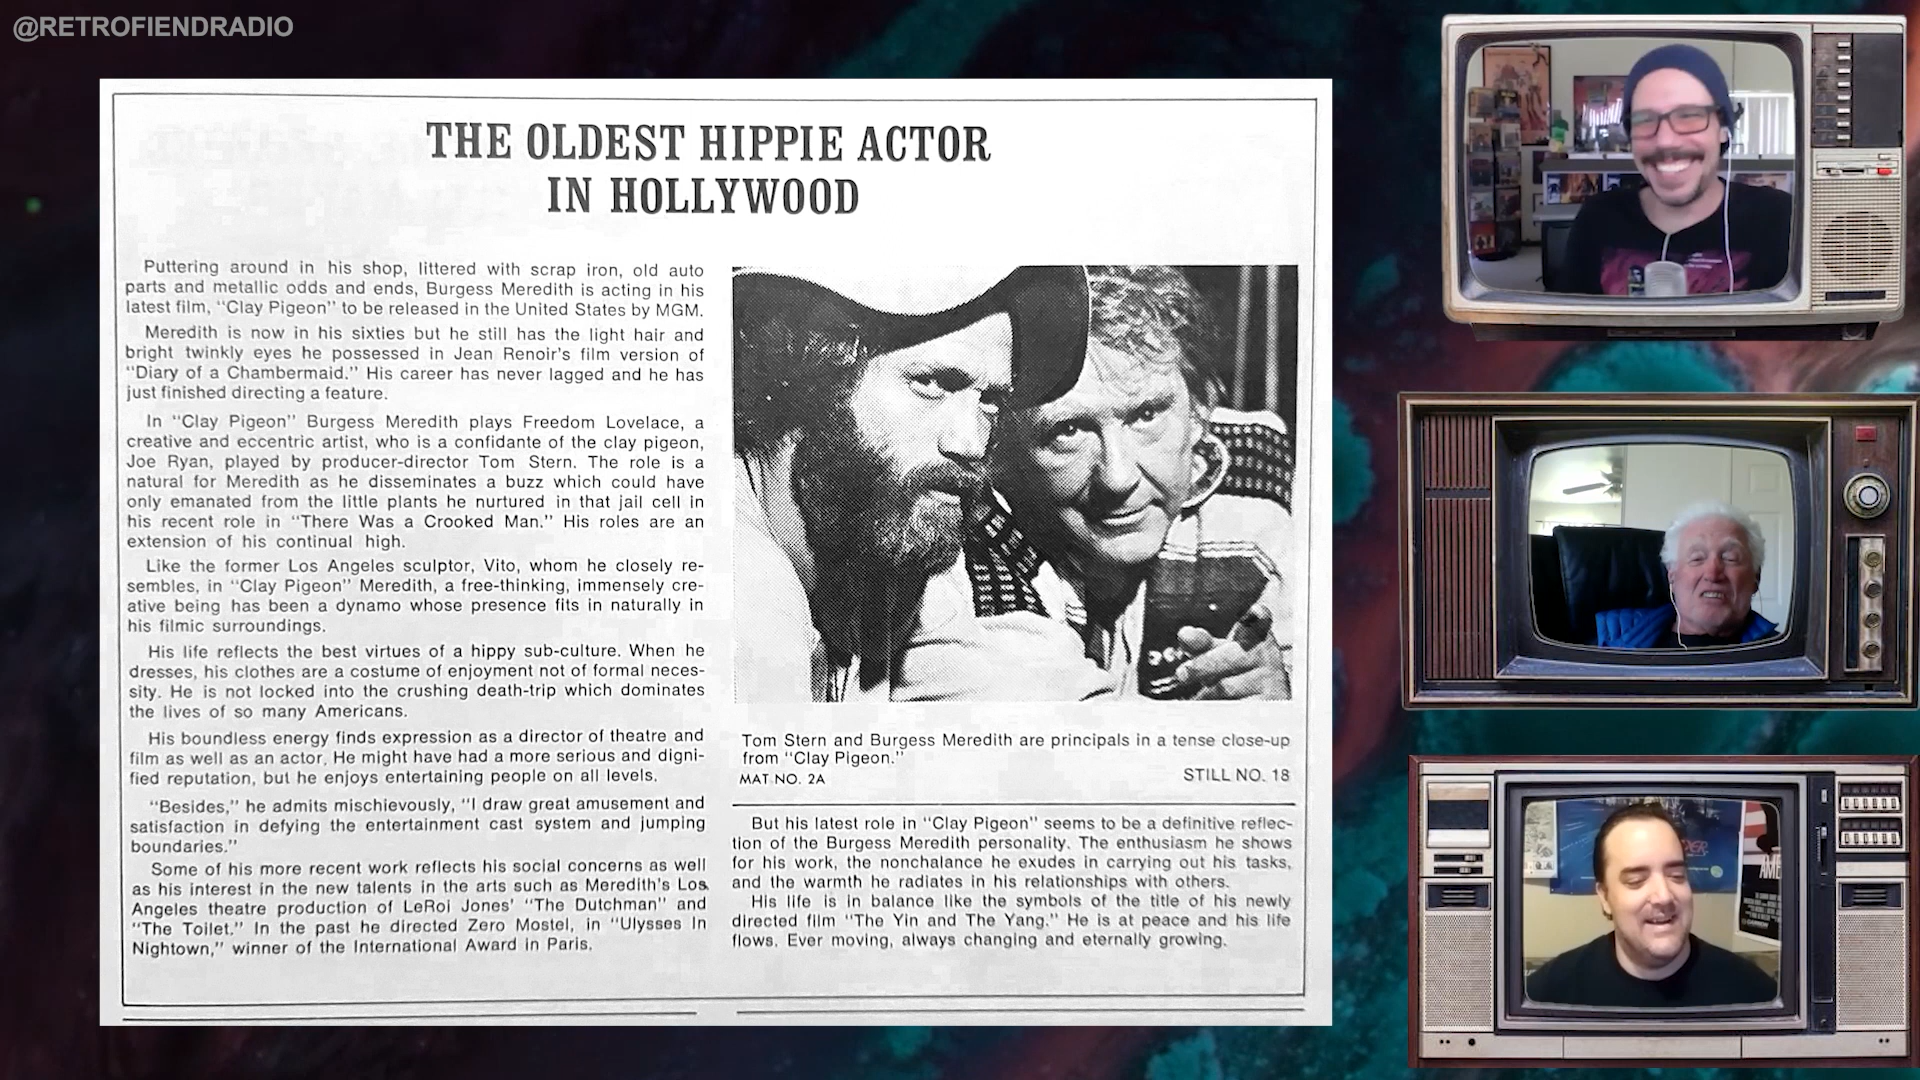 @RETROFIENDRADIO
THE OLDEST HIPPIE ACTOR
IN HOLLYWOOD
Puttering around in his shop, littered with scrap iron, old auto
parts and metallic odds and ends, Burgess Meredith is acting in his
latest film, "Clay Pigeon" to be released in the United States by MGM.
Meredith is now in his sixties but he still has the light hair and
bright twinkly eyes he possessed in Jean Renoir's film version of
"Diary of a Chambermaid." His career has never lagged and he has
just finished directing a feature.
In "Clay Pigeon" Burgess Meredith plays Freedom Lovelace, a
creative and eccentric artist, who is a confidante of the clay pigeon,
Joe Ryan, played by producer-director Tom Stern. The role is a
natural for Meredith as he disseminates a buzz which could have
only emanated from the little plants he nurtured in that jail cell in
his recent role in "There Was a Crooked Man." His roles are an
extension of his continual high.
Like the former Los Angeles sculptor, Vito, whom he closely re-
sembles, in "Clay Pigeon" Meredith, a free-thinking, immensely cre-
ative being has been a dynamo whose presence fits in naturally in
his filmic surroundings.
His life reflects the best virtues of a hippy sub-culture. When he
dresses, his clothes are a costume of enjoyment not of formal neces-
sity. He is not locked into the crushing death-trip which dominates
the lives of so many Americans.
His boundless energy finds expression as a director of theatre and
film as well as an actor. He might have had a more serious and digni-
fied reputation, but he enjoys entertaining people on all levels.
"Besides," he admits mischievously, "I draw great amusement and
satisfaction in defying the entertainment cast system and jumping
boundaries."
Some of his more recent work reflects his social concerns as well
as his interest in the new talents in the arts such as Meredith's Los
Angeles theatre production of LeRoi Jones' "The Dutchman" and
"The Toilet." In the past he directed Zero Mostel, in "Ulysses In
Nightown," winner of the International Award in Paris.
Tom Stern and Burgess Meredith are principals in a tense close-up
from "Clay Pigeon."
MAT NO. 2A
STILL NO. 18
But his latest role in "Clay Pigeon" seems to be a definitive reflec-
tion of the Burgess Meredith personality. The enthusiasm he shows
for his work, the nonchalance he exudes in carrying out his tasks,
and the warmth he radiates in his relationships with others.
His life is in balance like the symbols of the title of his newly
directed film "The Yin and The Yang." He is at peace and his life
flows. Ever moving, always changing and eternally growing.